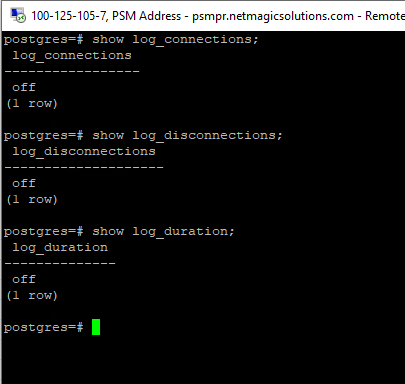 100-125-105-7, PSM Address - psmpr.netmagicsolutions.com - Remote
postgres=# show log_connections;
log_connections
-----------------
off
(1 row)
postgres=# show log_disconnections;
log_disconnections
--------------------
off
(1 row)
postgres=# show log_duration;
log_duration
--------------
off
(1 row)
postgres=#